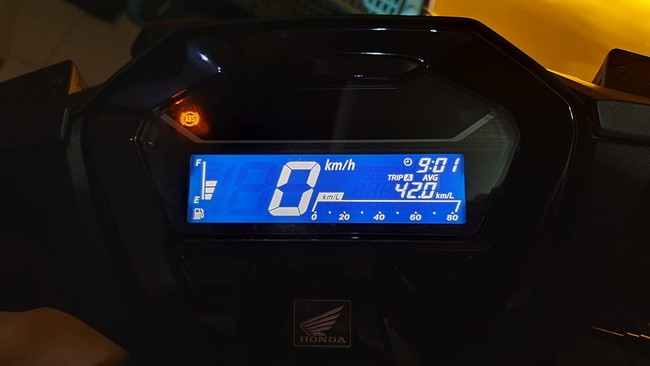 ABS
F
0 km/h
9:01
TRIP A AVG
42.0 km/L
E
km/L
0 20 40 60 80
HONDA